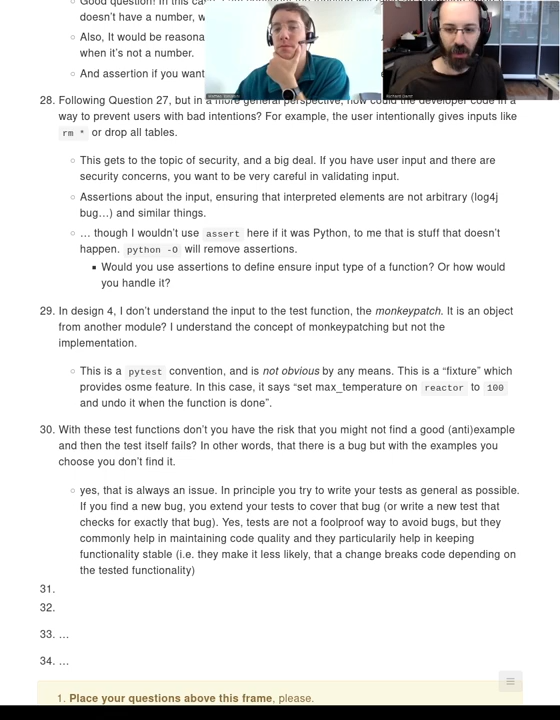 Good question! In this ca
doesn't have a number, w
Also, It would be reasona
when it's not a number.
And assertion if you want
28. Following Question 27, but in a more general perspective, how could the developer code in a
way to prevent users with bad intentions? For example, the user intentionally gives inputs like
rm * or drop all tables.
This gets to the topic of security, and a big deal. If you have user input and there are
security concerns, you want to be very careful in validating input.
Assertions about the input, ensuring that interpreted elements are not arbitrary (log4j
bug…) and similar things.
… though I wouldn't use assert here if it was Python, to me that is stuff that doesn't
happen. python -O will remove assertions.
Would you use assertions to define ensure input type of a function? Or how would
you handle it?
29. In design 4, I don't understand the input to the test function, the monkeypatch. It is an object
from another module? I understand the concept of monkeypatching but not the
implementation.
This is a pytest convention, and is not obvious by any means. This is a "fixture" which
provides osme feature. In this case, it says "set max_temperature on reactor to 100
and undo it when the function is done".
30. With these test functions don't you have the risk that you might not find a good (anti)example
and then the test itself fails? In other words, that there is a bug but with the examples you
choose you don't find it.
yes, that is always an issue. In principle you try to write your tests as general as possible.
If you find a new bug, you extend your tests to cover that bug (or write a new test that
checks for exactly that bug). Yes, tests are not a foolproof way to avoid bugs, but they
commonly help in maintaining code quality and they particularly help in keeping
functionality stable (i.e. they make it less likely, that a change breaks code depending on
the tested functionality)
31.
32.
33. …
34. …
1. Place your questions above this frame, please.